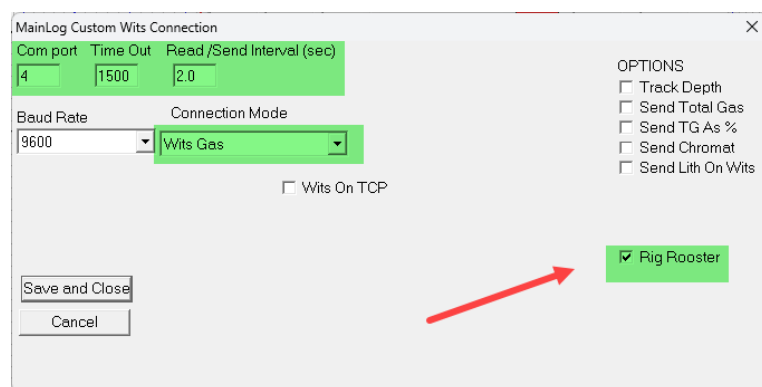 MainLog Custom Wits Connection
Com port Time Out Read /Send Interval (sec)
4 1500 2.0
Baud Rate Connection Mode
9600 Wits Gas
Wits On TCP
OPTIONS
Track Depth
Send Total Gas
Send TG As %
Send Chromat
Send Lith On Wits
Rig Rooster
Save and Close
Cancel